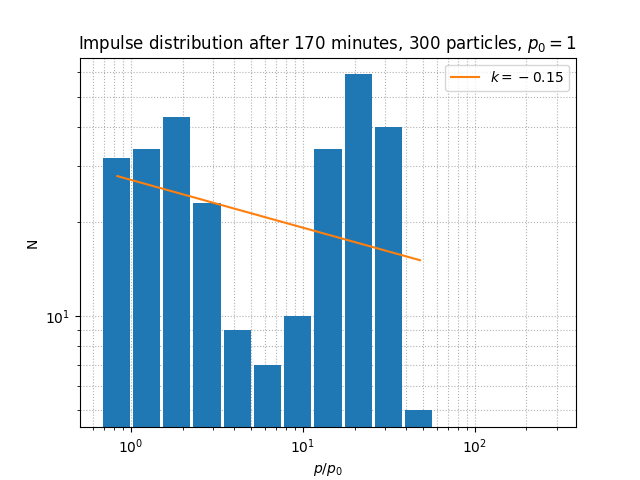 Impulse distribution after 170 minutes, 300 particles, $p_0 = 1$
$k = -0.15$
N
$10^1$
$10^0$ $10^1$ $10^2$
$p/p_0$